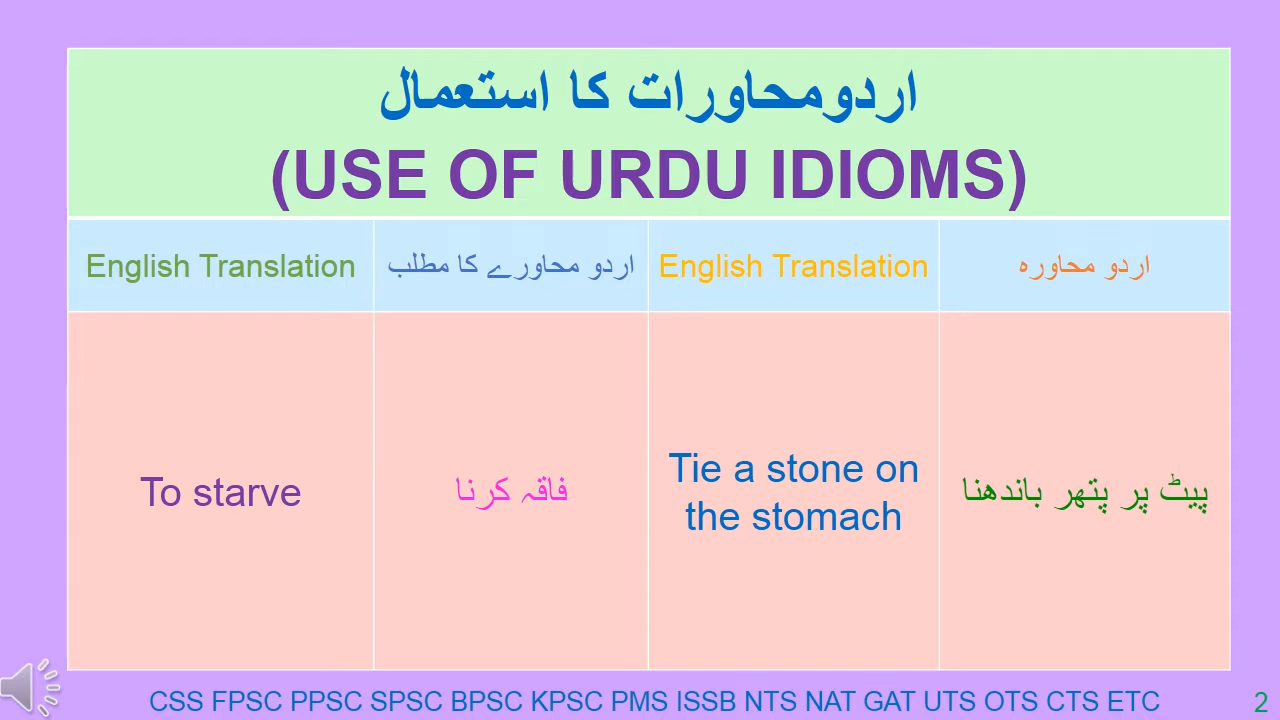 اردومحاورات کا استعمال
(USE OF URDU IDIOMS)
English Translation
اردو محاورے کا مطلب
English Translation
اردو محاورہ
To starve
فاقہ کرنا
Tie a stone on
the stomach
پیٹ پر پتھر باندھنا
CSS FPSC PPSC SPSC BPSC KPSC PMS ISSB NTS NAT GAT UTS OTS CTS ETC
2